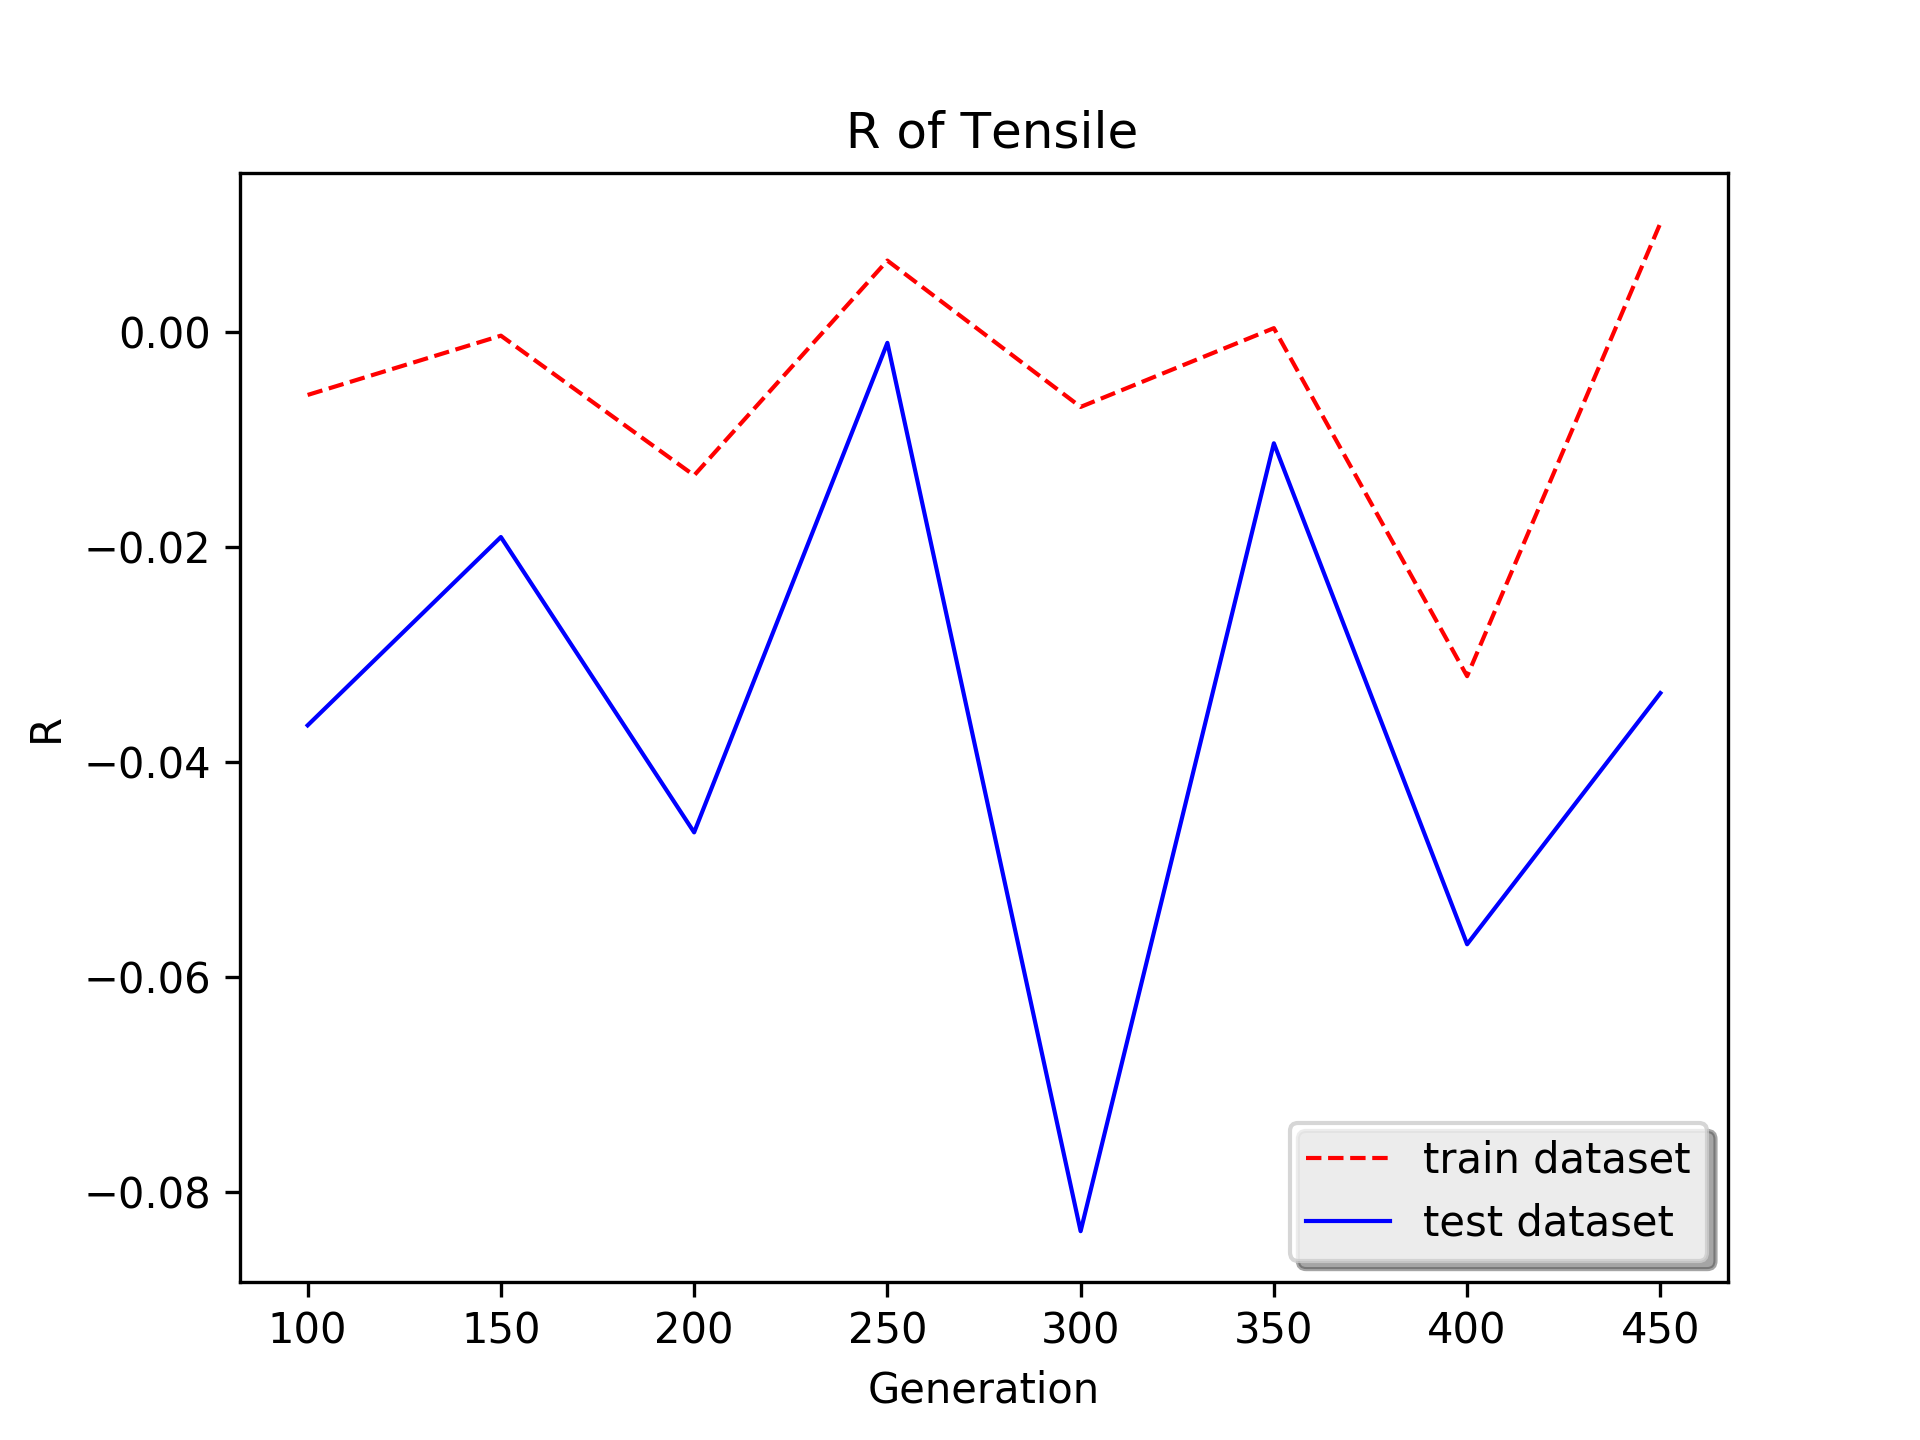 R of Tensile
R
0.00
−0.02
−0.04
−0.06
−0.08
100 150 200 250 300 350 400 450
Generation
train dataset
test dataset